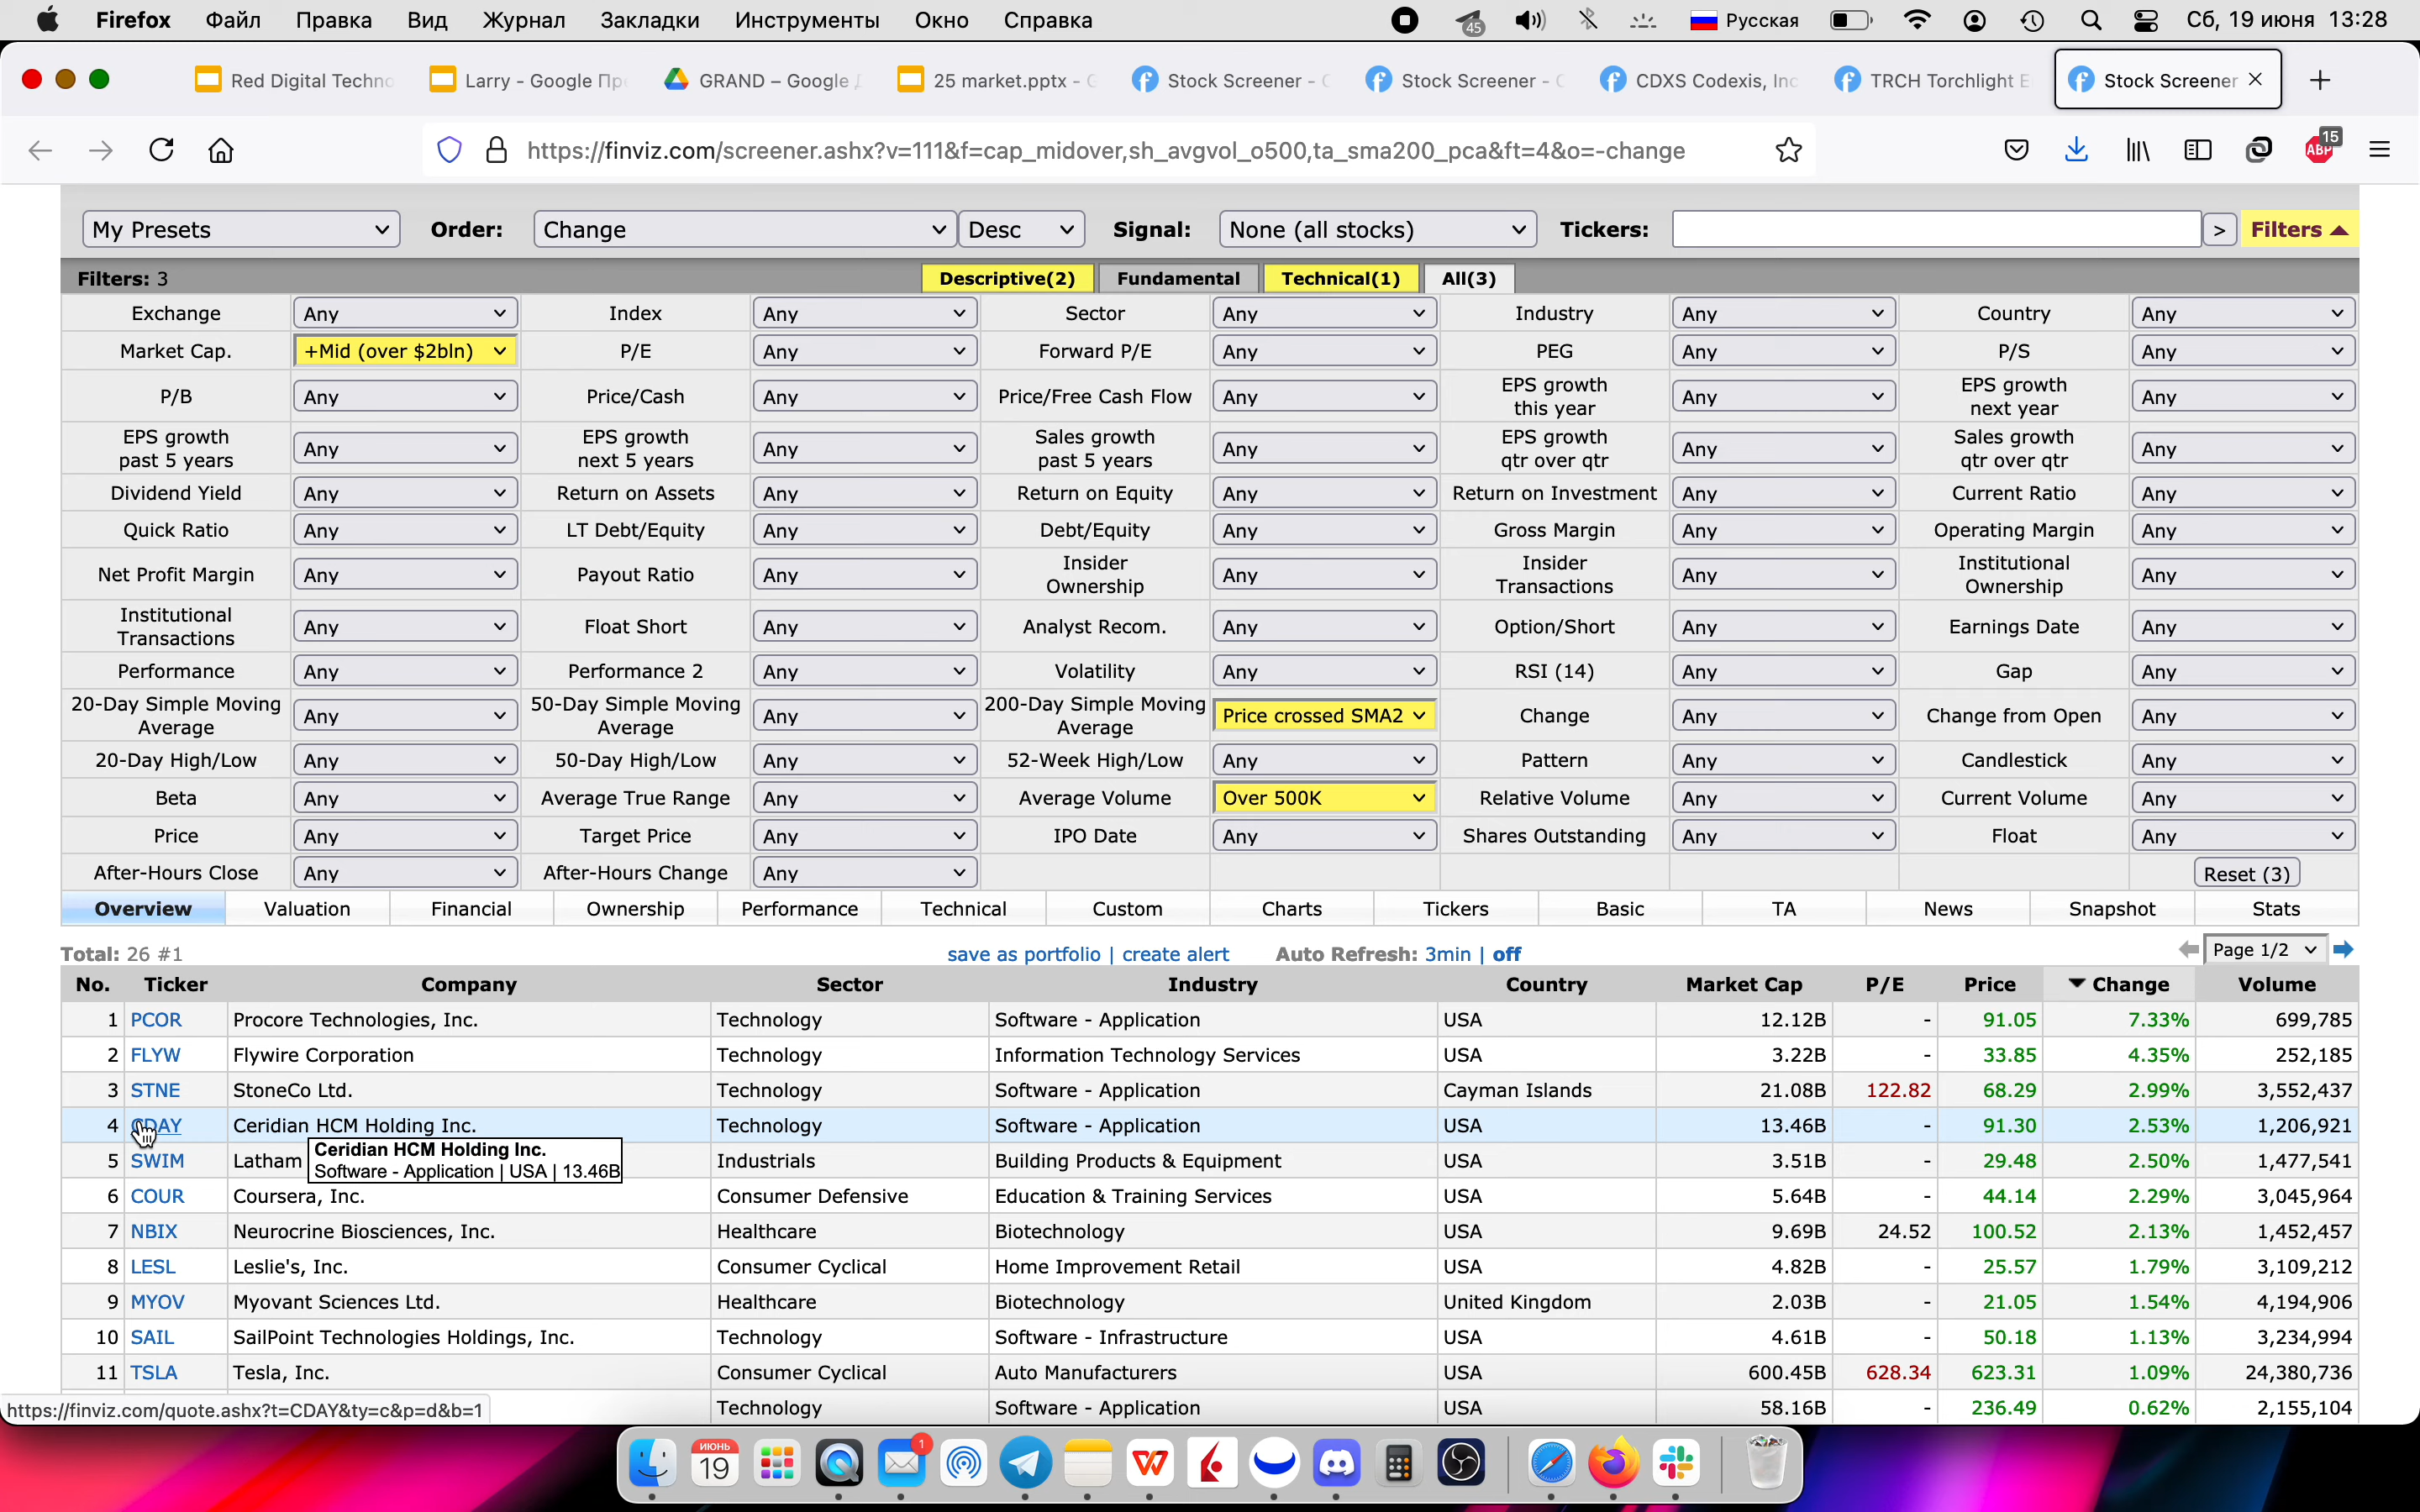 Firefox Файл Правка Вид Журнал Закладки Инструменты Окно Справка 45 Русская Сб, 19 июня 13:28
Red Digital Techno Larry - Google Пр GRAND – Google Д 25 market.pptx - G Stock Screener - Stock Screener - CDXS Codexis, Inc TRCH Torchlight E Stock Screener
https://finviz.com/screener.ashx?v=111&f=cap_midover,sh_avgvol_o500,ta_sma200_pca&ft=4&o=-change ABP 15
My Presets Order: Change Desc Signal: None (all stocks) Tickers: > Filters
Filters: 3 Descriptive(2) Fundamental Technical(1) All(3)
Exchange Any Index Any Sector Any Industry Any Country Any
Market Cap. +Mid (over $2bln) P/E Any Forward P/E Any PEG Any P/S Any
P/B Any Price/Cash Any Price/Free Cash Flow Any EPS growth this year Any EPS growth next year Any
EPS growth past 5 years Any EPS growth next 5 years Any Sales growth past 5 years Any EPS growth qtr over qtr Any Sales growth qtr over qtr Any
Dividend Yield Any Return on Assets Any Return on Equity Any Return on Investment Any Current Ratio Any
Quick Ratio Any LT Debt/Equity Any Debt/Equity Any Gross Margin Any Operating Margin Any
Net Profit Margin Any Payout Ratio Any Insider Ownership Any Insider Transactions Any Institutional Ownership Any
Institutional Transactions Any Float Short Any Analyst Recom. Any Option/Short Any Earnings Date Any
Performance Any Performance 2 Any Volatility Any RSI (14) Any Gap Any
20-Day Simple Moving Average Any 50-Day Simple Moving Average Any 200-Day Simple Moving Average Price crossed SMA2 Change Any Change from Open Any
20-Day High/Low Any 50-Day High/Low Any 52-Week High/Low Any Pattern Any Candlestick Any
Beta Any Average True Range Any Average Volume Over 500K Relative Volume Any Current Volume Any
Price Any Target Price Any IPO Date Any Shares Outstanding Any Float Any
After-Hours Close Any After-Hours Change Any Reset (3)
Overview Valuation Financial Ownership Performance Technical Custom Charts Tickers Basic TA News Snapshot Stats
Total: 26 #1 save as portfolio | create alert Auto Refresh: 3min | off Page 1/2
No. Ticker Company Sector Industry Country Market Cap P/E Price Change Volume
1 PCOR Procore Technologies, Inc. Technology Software - Application USA 12.12B - 91.05 7.33% 699,785
2 FLYW Flywire Corporation Technology Information Technology Services USA 3.22B - 33.85 4.35% 252,185
3 STNE StoneCo Ltd. Technology Software - Application Cayman Islands 21.08B 122.82 68.29 2.99% 3,552,437
4 CDAY Ceridian HCM Holding Inc. Technology Software - Application USA 13.46B - 91.30 2.53% 1,206,921
Ceridian HCM Holding Inc.
Software - Application | USA | 13.46B
5 SWIM Latham Industrials Building Products & Equipment USA 3.51B - 29.48 2.50% 1,477,541
6 COUR Coursera, Inc. Consumer Defensive Education & Training Services USA 5.64B - 44.14 2.29% 3,045,964
7 NBIX Neurocrine Biosciences, Inc. Healthcare Biotechnology USA 9.69B 24.52 100.52 2.13% 1,452,457
8 LESL Leslie's, Inc. Consumer Cyclical Home Improvement Retail USA 4.82B - 25.57 1.79% 3,109,212
9 MYOV Myovant Sciences Ltd. Healthcare Biotechnology United Kingdom 2.03B - 21.05 1.54% 4,194,906
10 SAIL SailPoint Technologies Holdings, Inc. Technology Software - Infrastructure USA 4.61B - 50.18 1.13% 3,234,994
11 TSLA Tesla, Inc. Consumer Cyclical Auto Manufacturers USA 600.45B 628.34 623.31 1.09% 24,380,736
Technology Software - Application USA 58.16B - 236.49 0.62% 2,155,104
https://finviz.com/quote.ashx?t=CDAY&ty=c&p=d&b=1
ИЮНЬ
19
1